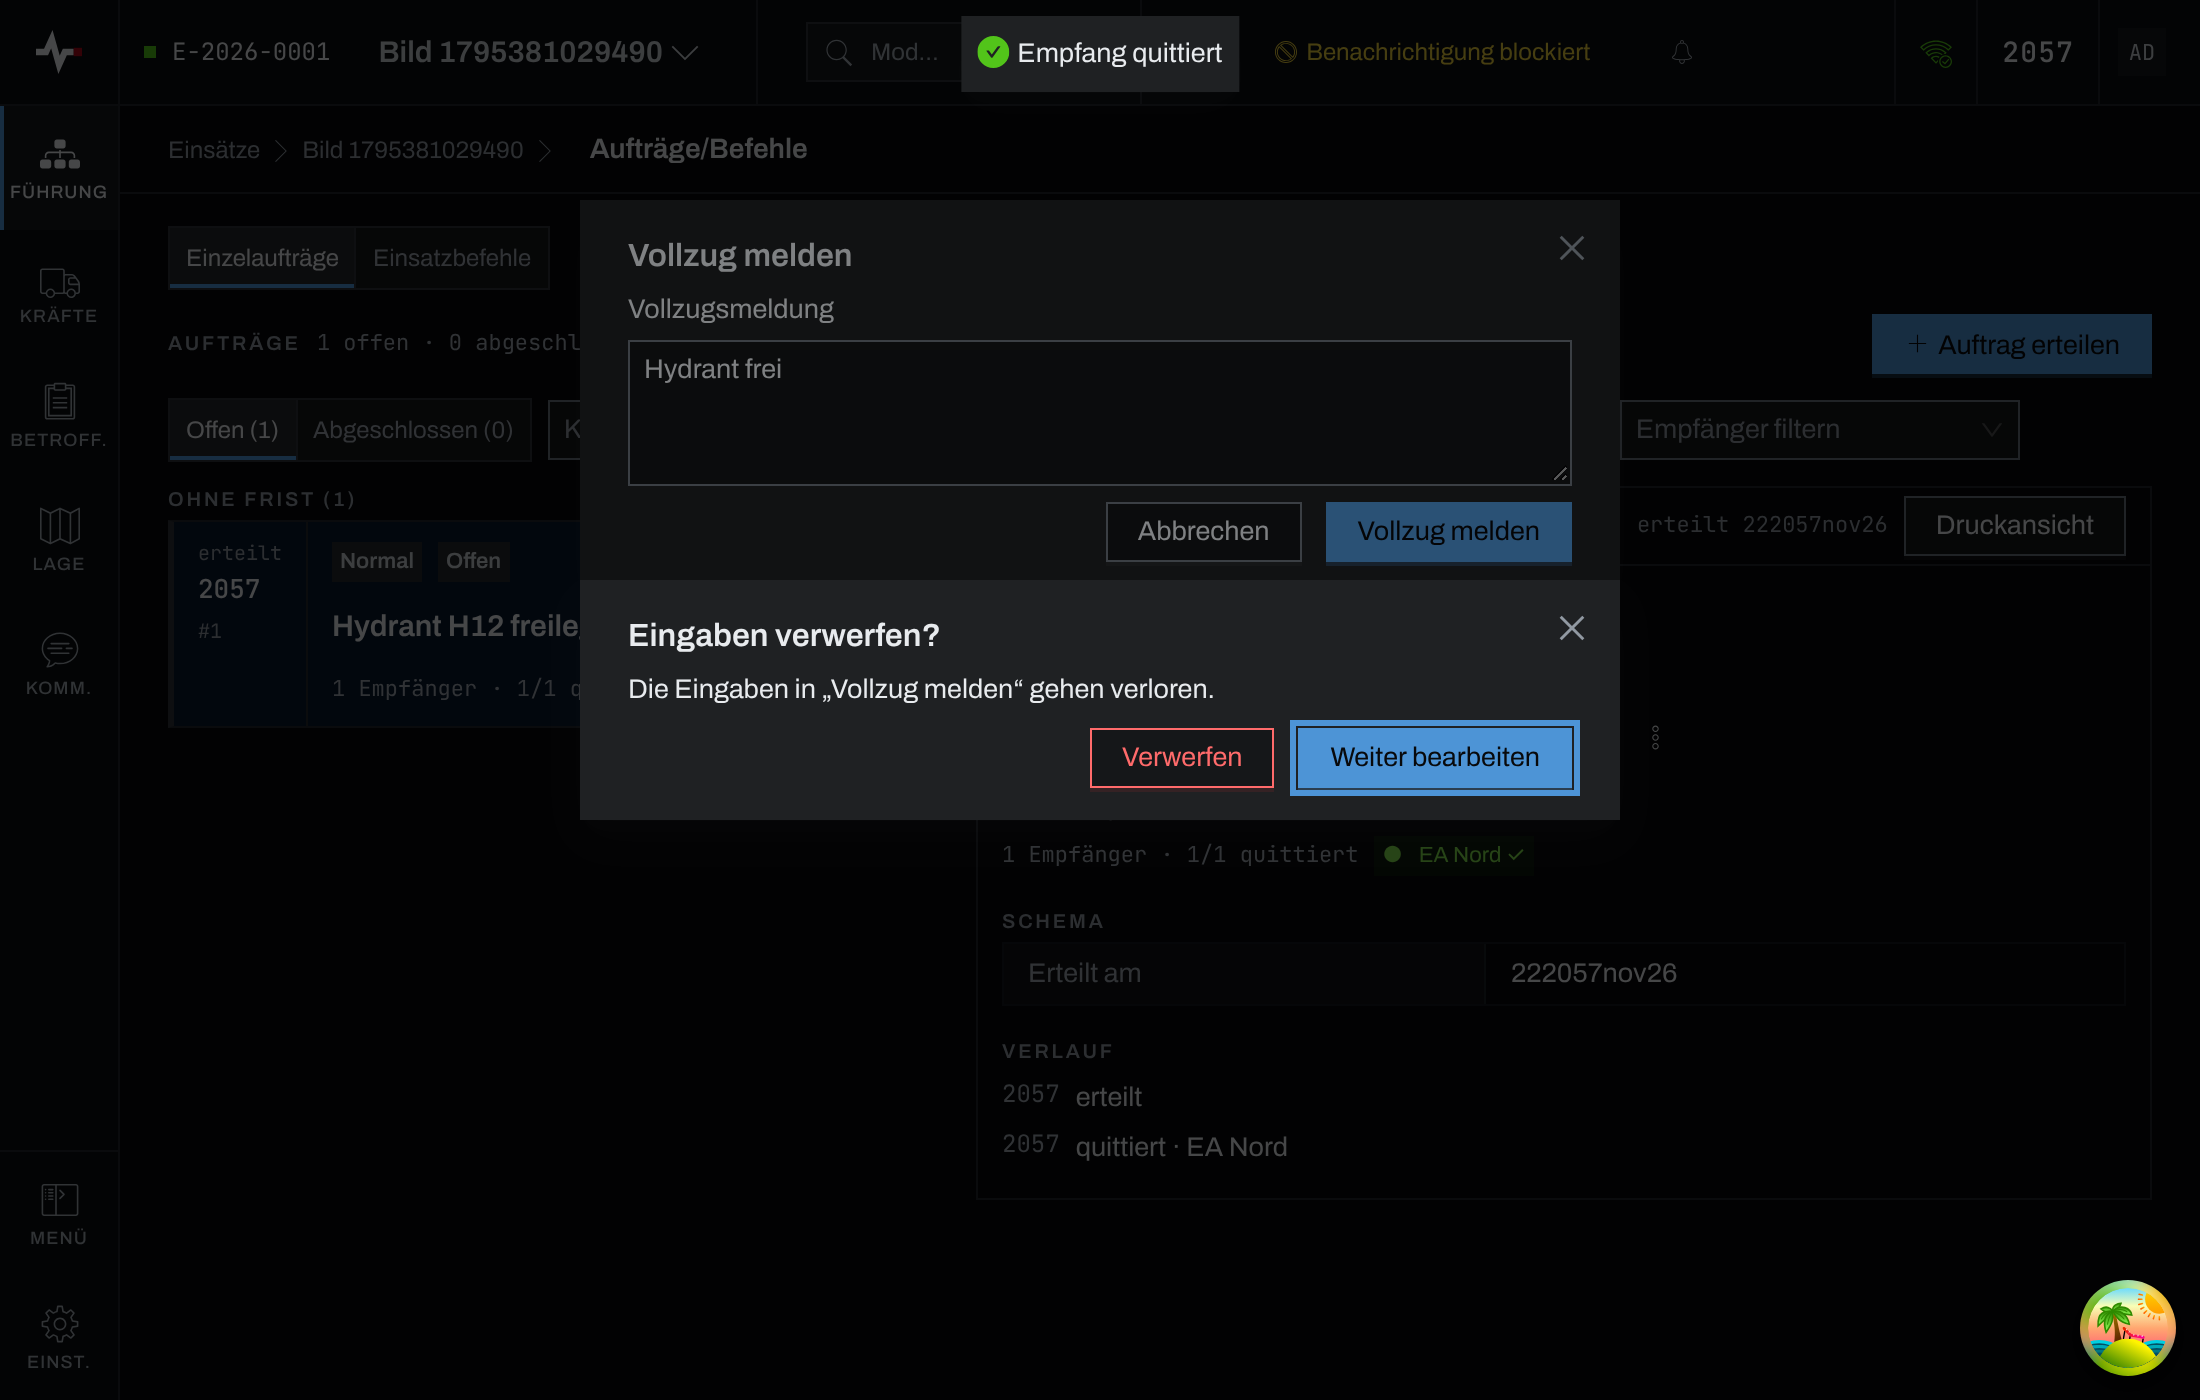 E-2026-0001
Bild 1795381029490
Mod...
Empfang quittiert
Benachrichtigung blockiert
2057
AD
FÜHRUNG
KRÄFTE
BETROFF.
LAGE
KOMM.
MENÜ
EINST.
Einsätze
Bild 1795381029490
Aufträge/Befehle
Einzelaufträge
Einsatzbefehle
AUFTRÄGE 1 offen · 0
Auftrag erteilen
Offen (1)
Abgeschlossen (0)
Empfänger filtern
OHNE FRIST (1)
erteilt
2057
#1
Normal
Offen
Hydrant H12
1 Empfänger · 1/1
Vollzug melden
Vollzugsmeldung
Hydrant frei
Abbrechen
Vollzug melden
Eingaben verwerfen?
Die Eingaben in „Vollzug melden“ gehen verloren.
Verwerfen
Weiter bearbeiten
erteilt 222057nov26
Druckansicht
1 Empfänger · 1/1 quittiert
EA Nord
SCHEMA
Erteilt am
222057nov26
VERLAUF
2057 erteilt
2057 quittiert · EA Nord